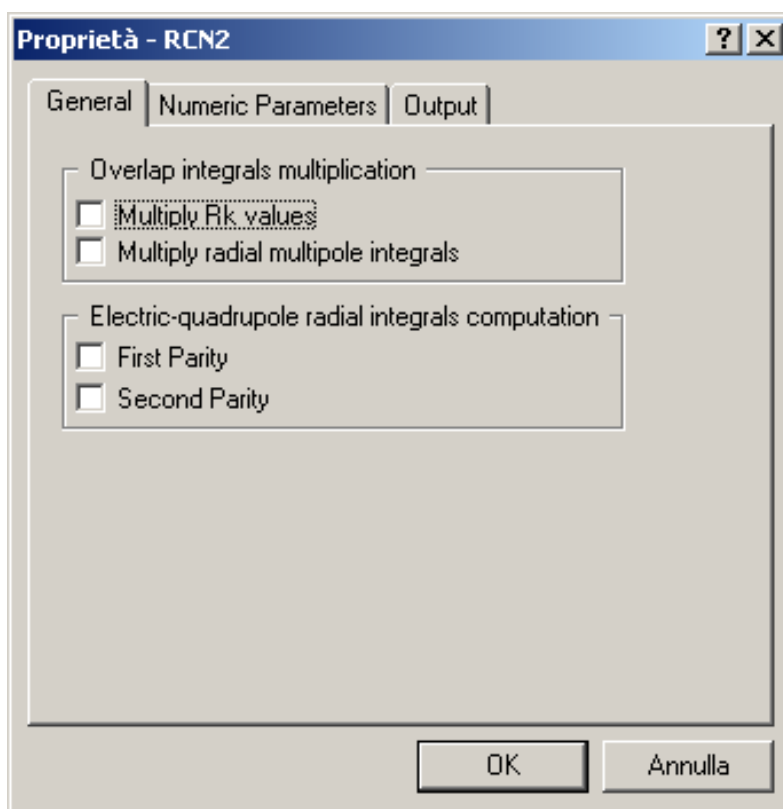 Proprietà - RCN2
General Numeric Parameters Output
Overlap integrals multiplication
Multiply Rk values
Multiply radial multipole integrals
Electric-quadrupole radial integrals computation
First Parity
Second Parity
OK Annulla